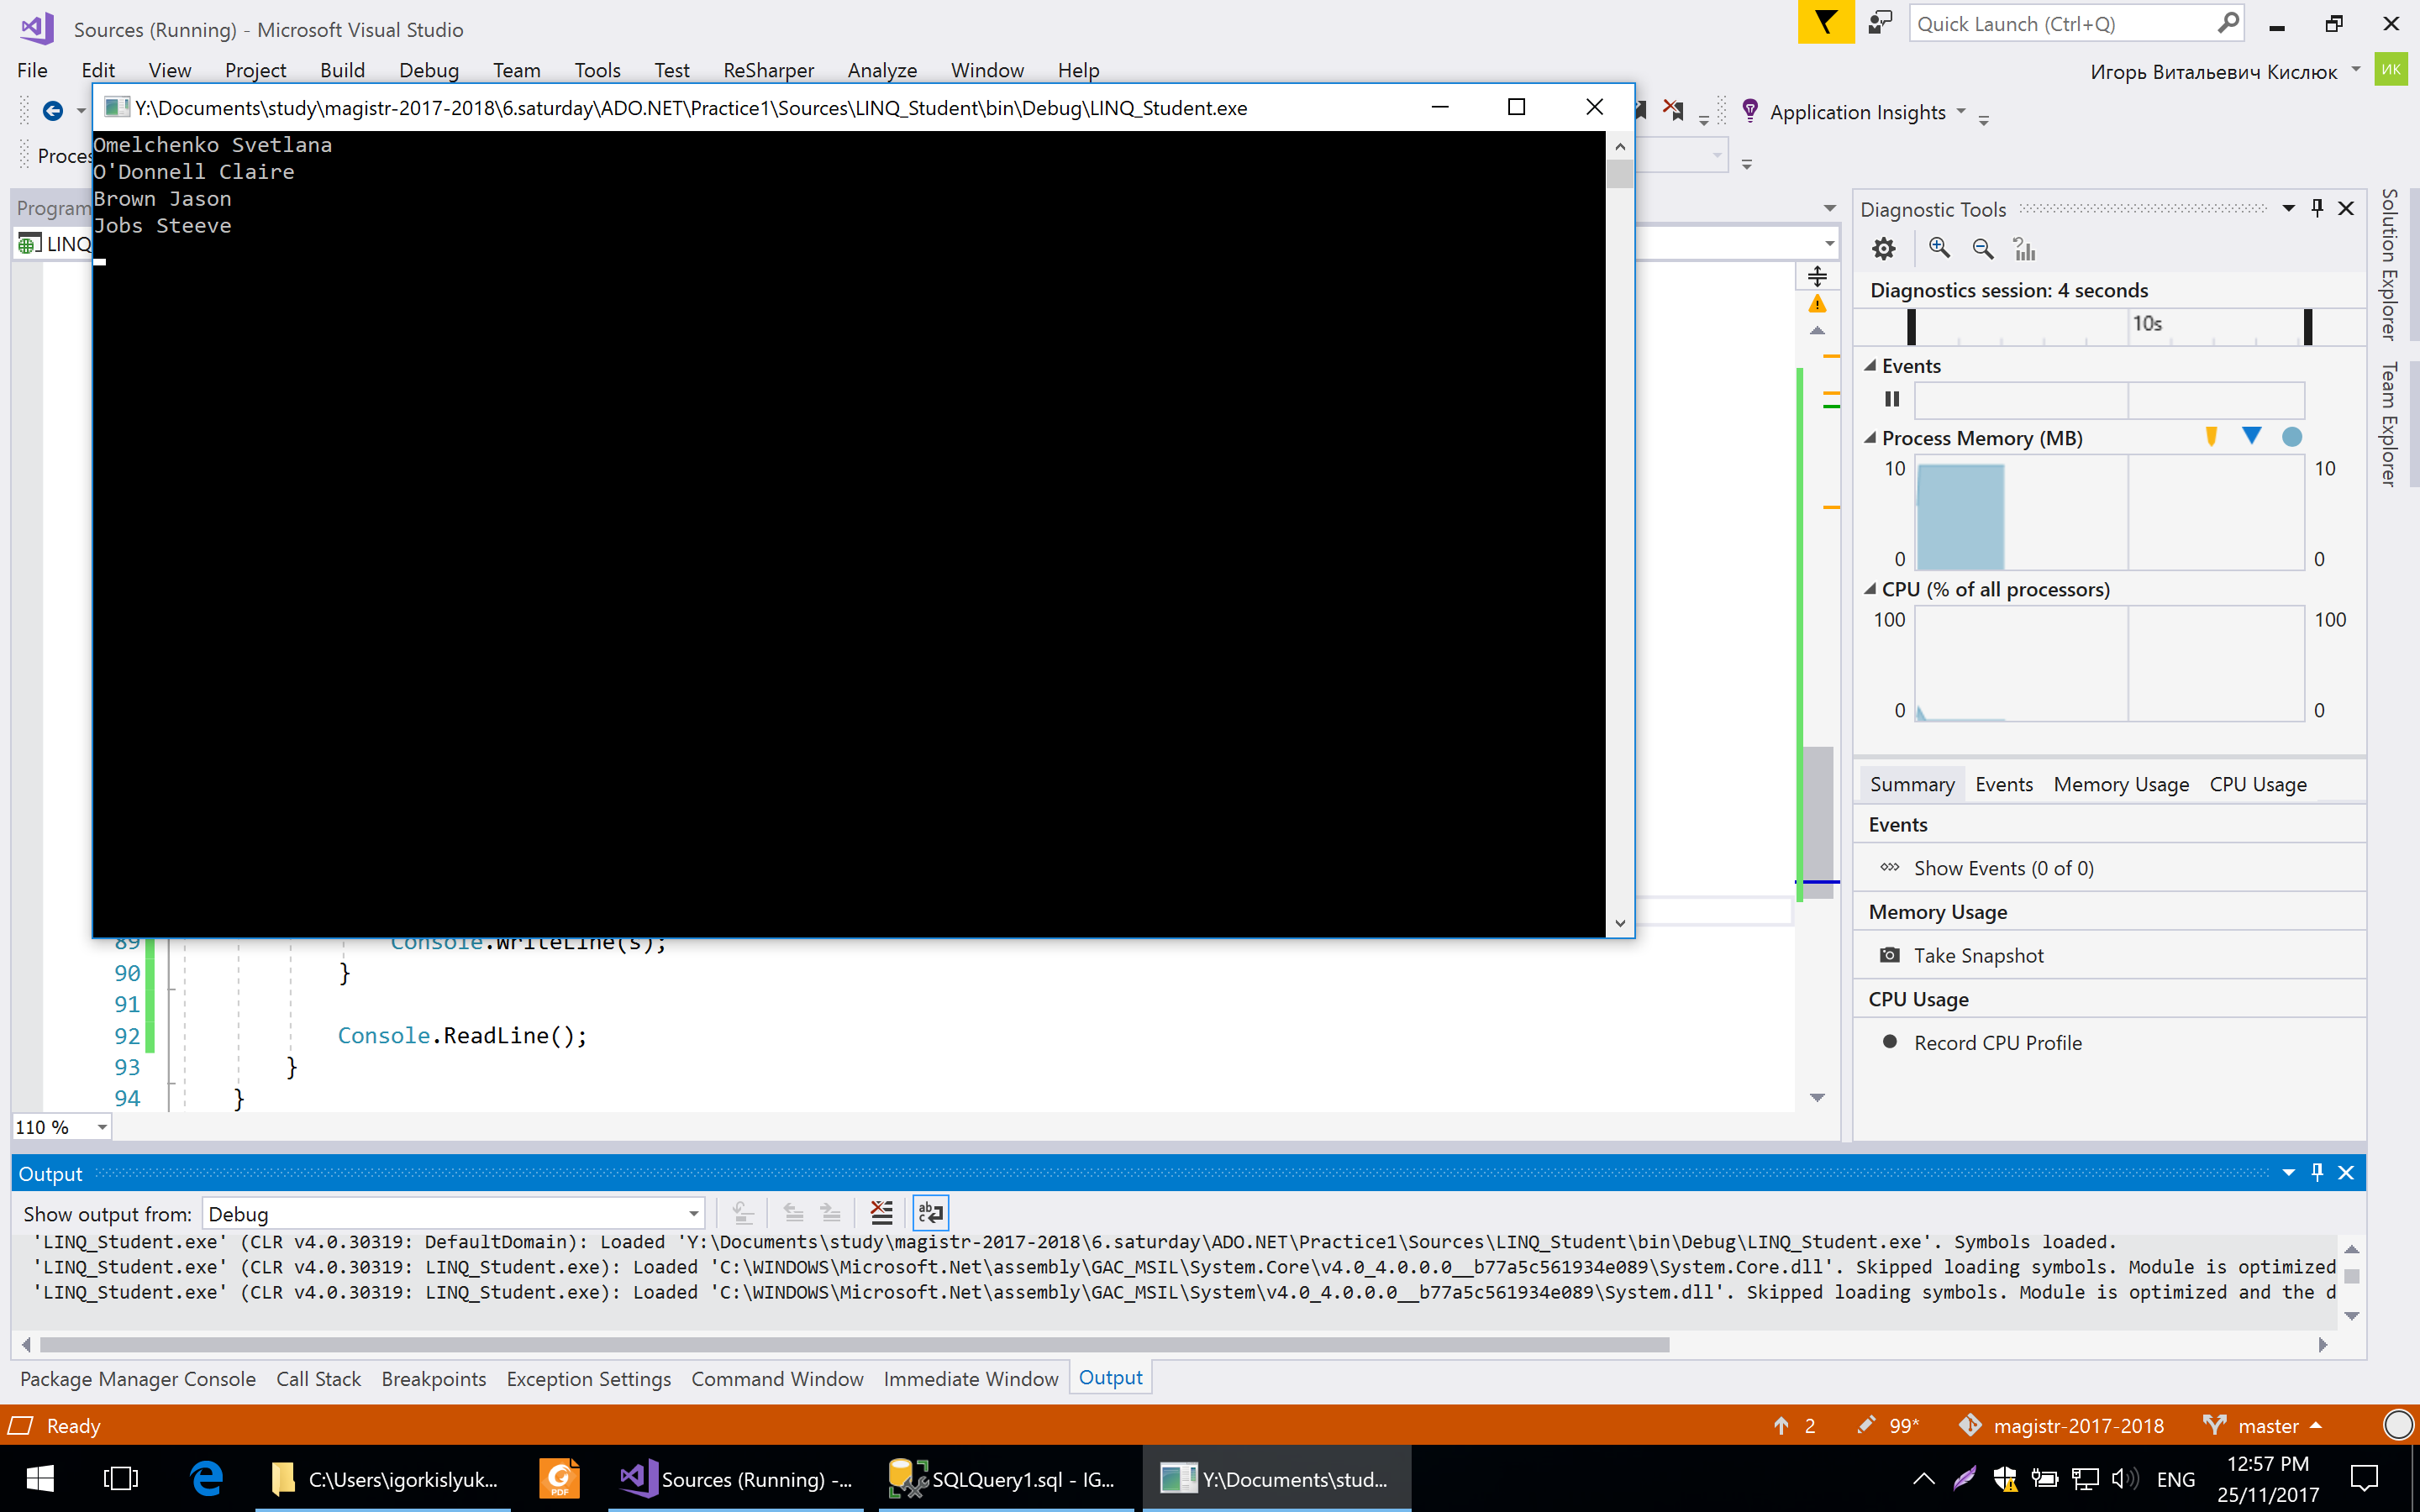 Sources (Running) - Microsoft Visual Studio
Quick Launch (Ctrl+Q)
File Edit View Project Build Debug Team Tools Test ReSharper Analyze Window Help
Игорь Витальевич Кислюк
ИК
Y:\Documents\study\magistr-2017-2018\6.saturday\ADO.NET\Practice1\Sources\LINQ_Student\bin\Debug\LINQ_Student.exe
Application Insights
Omelchenko Svetlana
O'Donnell Claire
Brown Jason
Jobs Steeve
Proces
Program
LINQ
Diagnostic Tools
Diagnostics session: 4 seconds
10s
Events
Process Memory (MB)
10 10
0 0
CPU (% of all processors)
100 100
0 0
Summary Events Memory Usage CPU Usage
Events
Show Events (0 of 0)
Memory Usage
Take Snapshot
CPU Usage
Record CPU Profile
Solution Explorer
Team Explorer
89 Console.WriteLine(s);
90 }
91
92 Console.ReadLine();
93 }
94 }
110 %
Output
Show output from: Debug
'LINQ_Student.exe' (CLR v4.0.30319: DefaultDomain): Loaded 'Y:\Documents\study\magistr-2017-2018\6.saturday\ADO.NET\Practice1\Sources\LINQ_Student\bin\Debug\LINQ_Student.exe'. Symbols loaded.
'LINQ_Student.exe' (CLR v4.0.30319: LINQ_Student.exe): Loaded 'C:\WINDOWS\Microsoft.Net\assembly\GAC_MSIL\System.Core\v4.0_4.0.0.0__b77a5c561934e089\System.Core.dll'. Skipped loading symbols. Module is optimized
'LINQ_Student.exe' (CLR v4.0.30319: LINQ_Student.exe): Loaded 'C:\WINDOWS\Microsoft.Net\assembly\GAC_MSIL\System\v4.0_4.0.0.0__b77a5c561934e089\System.dll'. Skipped loading symbols. Module is optimized and the d
Package Manager Console Call Stack Breakpoints Exception Settings Command Window Immediate Window Output
Ready 2 99* magistr-2017-2018 master
C:\Users\igorkislyuk... PDF Sources (Running) -... SQLQuery1.sql - IG... Y:\Documents\stud... ENG
12:57 PM
25/11/2017